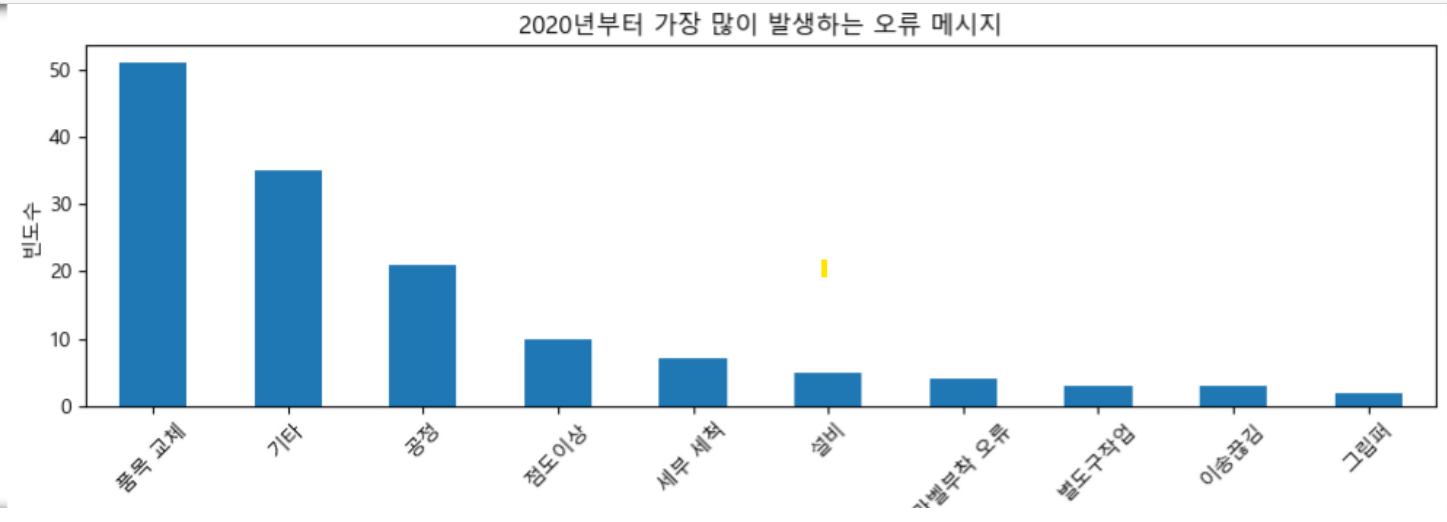 2020년부터 가장 많이 발생하는 오류 메시지
빈도수
50
40
30
20
10
0
품목 교체
기타
공정
점도이상
세부 세척
설비
오류
별도구작업
이송끊김
그립퍼